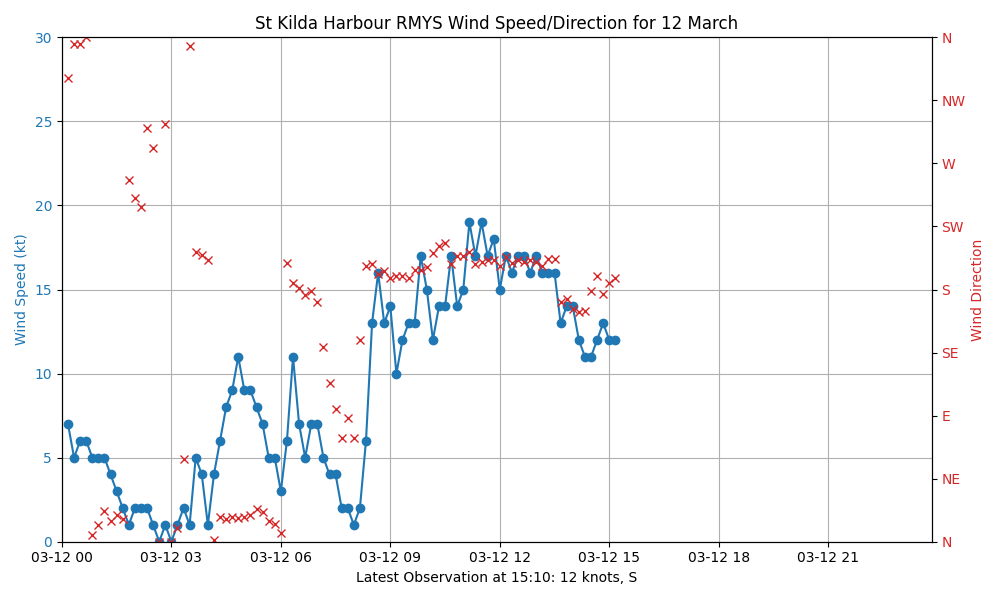 St Kilda Harbour RMYS Wind Speed/Direction for 12 March
Wind Speed (kt)
30
25
20
15
10
5
0
N
NW
W
SW
S
SE
E
NE
N
Wind Direction
03-12 00
03-12 03
03-12 06
03-12 09
03-12 12
03-12 15
03-12 18
03-12 21
Latest Observation at 15:10: 12 knots, S